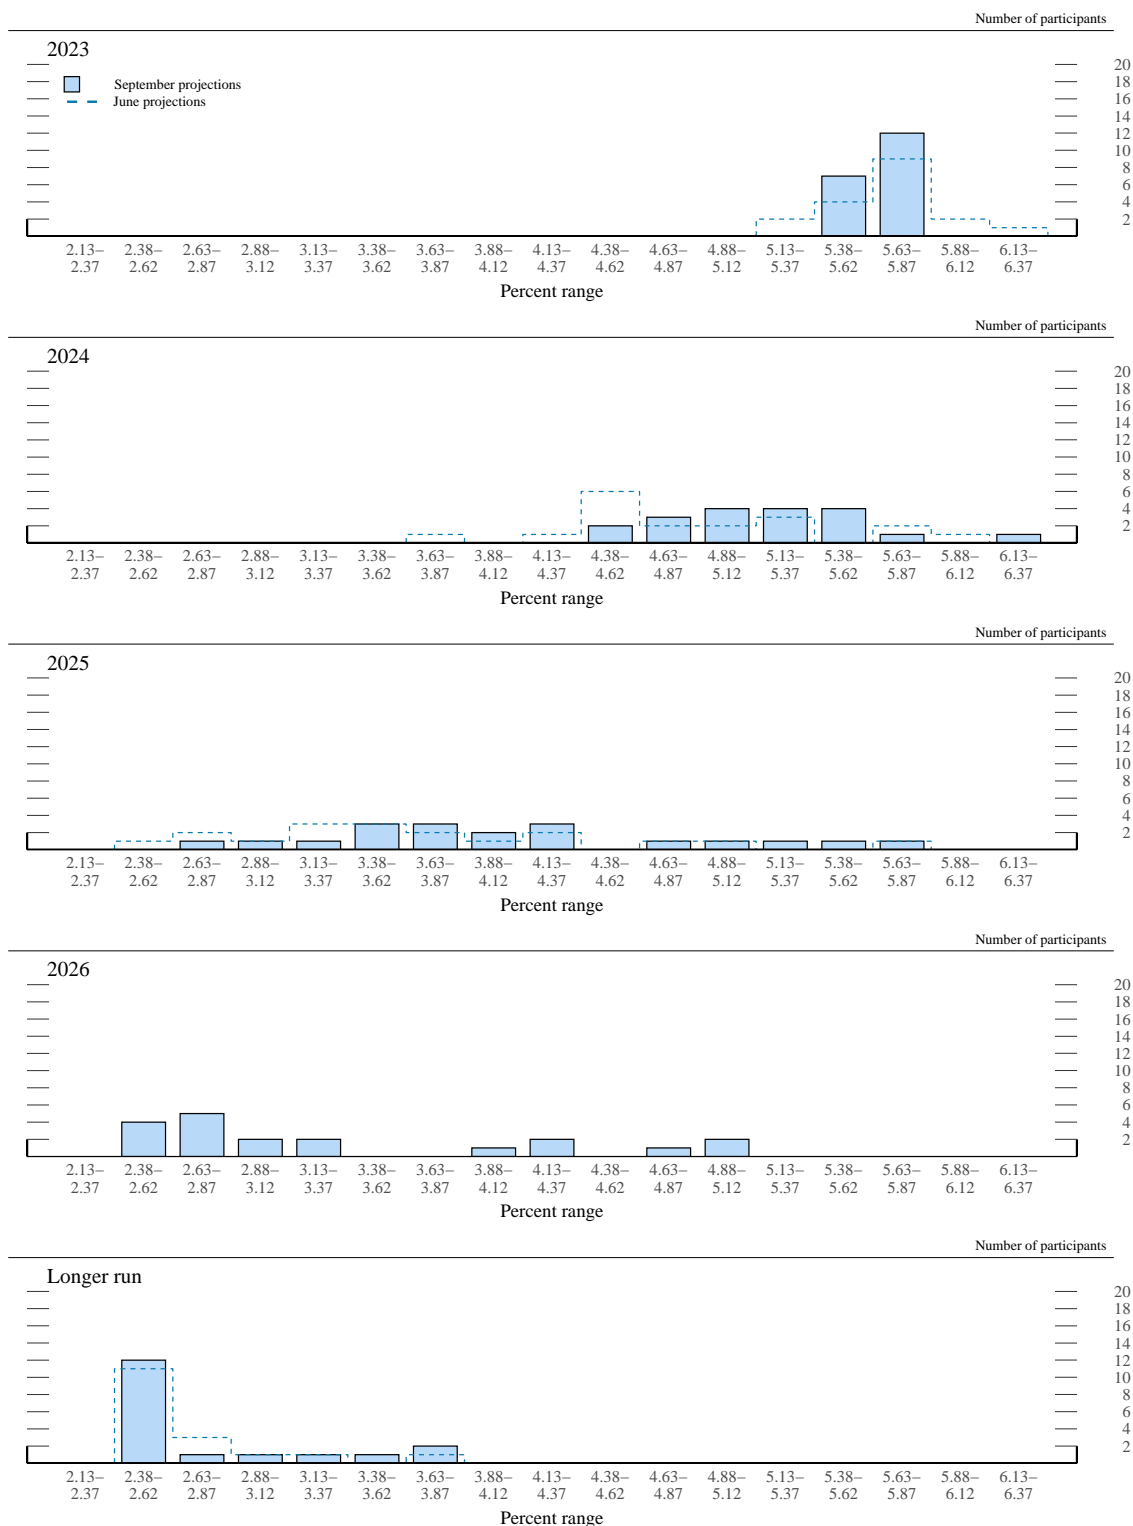 Number of participants
2023
September projections
June projections
20
18
16
14
12
10
8
6
4
2
2.13– 2.38– 2.63– 2.88– 3.13– 3.38– 3.63– 3.88– 4.13– 4.38– 4.63– 4.88– 5.13– 5.38– 5.63– 5.88– 6.13–
2.37 2.62 2.87 3.12 3.37 3.62 3.87 4.12 4.37 4.62 4.87 5.12 5.37 5.62 5.87 6.12 6.37
Percent range
Number of participants
2024
20
18
16
14
12
10
8
6
4
2
2.13– 2.38– 2.63– 2.88– 3.13– 3.38– 3.63– 3.88– 4.13– 4.38– 4.63– 4.88– 5.13– 5.38– 5.63– 5.88– 6.13–
2.37 2.62 2.87 3.12 3.37 3.62 3.87 4.12 4.37 4.62 4.87 5.12 5.37 5.62 5.87 6.12 6.37
Percent range
Number of participants
2025
20
18
16
14
12
10
8
6
4
2
2.13– 2.38– 2.63– 2.88– 3.13– 3.38– 3.63– 3.88– 4.13– 4.38– 4.63– 4.88– 5.13– 5.38– 5.63– 5.88– 6.13–
2.37 2.62 2.87 3.12 3.37 3.62 3.87 4.12 4.37 4.62 4.87 5.12 5.37 5.62 5.87 6.12 6.37
Percent range
Number of participants
2026
20
18
16
14
12
10
8
6
4
2
2.13– 2.38– 2.63– 2.88– 3.13– 3.38– 3.63– 3.88– 4.13– 4.38– 4.63– 4.88– 5.13– 5.38– 5.63– 5.88– 6.13–
2.37 2.62 2.87 3.12 3.37 3.62 3.87 4.12 4.37 4.62 4.87 5.12 5.37 5.62 5.87 6.12 6.37
Percent range
Number of participants
Longer run
20
18
16
14
12
10
8
6
4
2
2.13– 2.38– 2.63– 2.88– 3.13– 3.38– 3.63– 3.88– 4.13– 4.38– 4.63– 4.88– 5.13– 5.38– 5.63– 5.88– 6.13–
2.37 2.62 2.87 3.12 3.37 3.62 3.87 4.12 4.37 4.62 4.87 5.12 5.37 5.62 5.87 6.12 6.37
Percent range